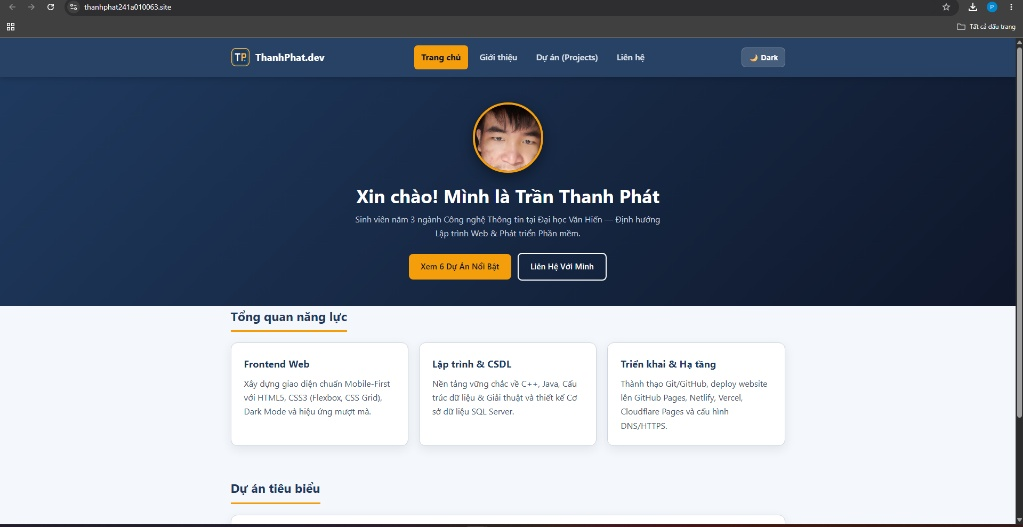 thanhphat241a010063.site
Tất cả dấu trang
TP ThanhPhat.dev
Trang chủ
Giới thiệu
Dự án (Projects)
Liên hệ
Dark
Xin chào! Mình là Trần Thanh Phát
Sinh viên năm 3 ngành Công nghệ Thông tin tại Đại học Văn Hiến — Định hướng
Lập trình Web & Phát triển Phần mềm.
Xem 6 Dự Án Nổi Bật
Liên Hệ Với Mình
Tổng quan năng lực
Frontend Web
Xây dựng giao diện chuẩn Mobile-First
với HTML5, CSS3 (Flexbox, CSS Grid),
Dark Mode và hiệu ứng mượt mà.
Lập trình & CSDL
Nền tảng vững chắc về C++, Java, Cấu
trúc dữ liệu & Giải thuật và thiết kế Cơ
sở dữ liệu SQL Server.
Triển khai & Hạ tầng
Thành thạo Git/GitHub, deploy website
lên GitHub Pages, Netlify, Vercel,
Cloudflare Pages và cấu hình
DNS/HTTPS.
Dự án tiêu biểu